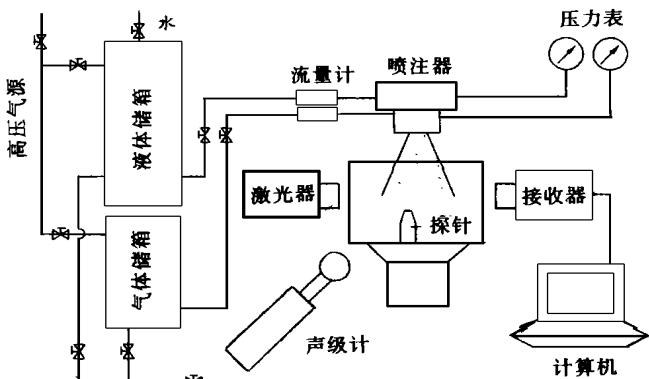 水
压力表
流量计
喷注器
高压气源
液体储箱
激光器
接收器
探针
气体储箱
声级计
计算机